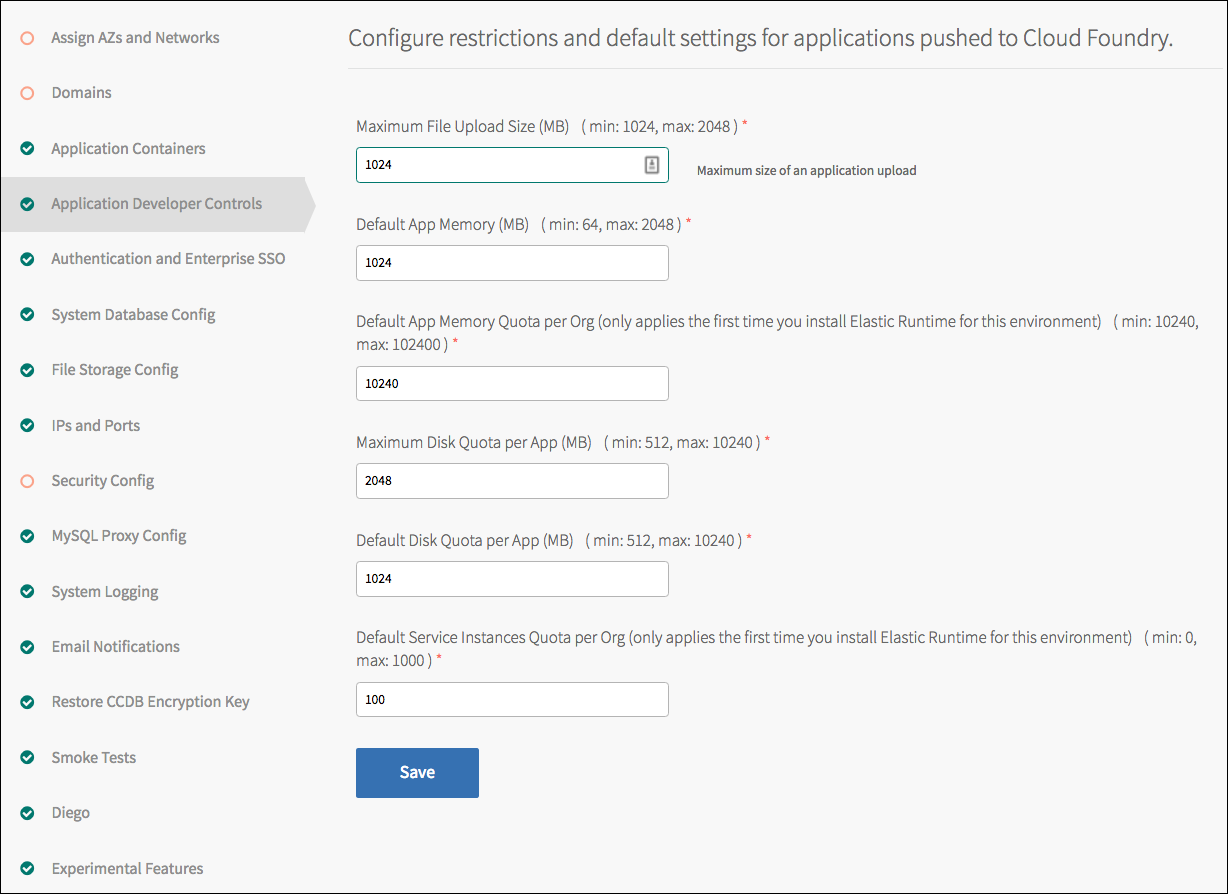 Assign AZs and Networks
Domains
Application Containers
Application Developer Controls
Authentication and Enterprise SSO
System Database Config
File Storage Config
IPs and Ports
Security Config
MySQL Proxy Config
System Logging
Email Notifications
Restore CCDB Encryption Key
Smoke Tests
Diego
Experimental Features
Configure restrictions and default settings for applications pushed to Cloud Foundry.
Maximum File Upload Size (MB) ( min: 1024, max: 2048 ) *
1024
Maximum size of an application upload
Default App Memory (MB) ( min: 64, max: 2048 ) *
1024
Default App Memory Quota per Org (only applies the first time you install Elastic Runtime for this environment) ( min: 10240,
max: 102400 ) *
10240
Maximum Disk Quota per App (MB) ( min: 512, max: 10240 ) *
2048
Default Disk Quota per App (MB) ( min: 512, max: 10240 ) *
1024
Default Service Instances Quota per Org (only applies the first time you install Elastic Runtime for this environment) ( min: 0,
max: 1000 ) *
100
Save